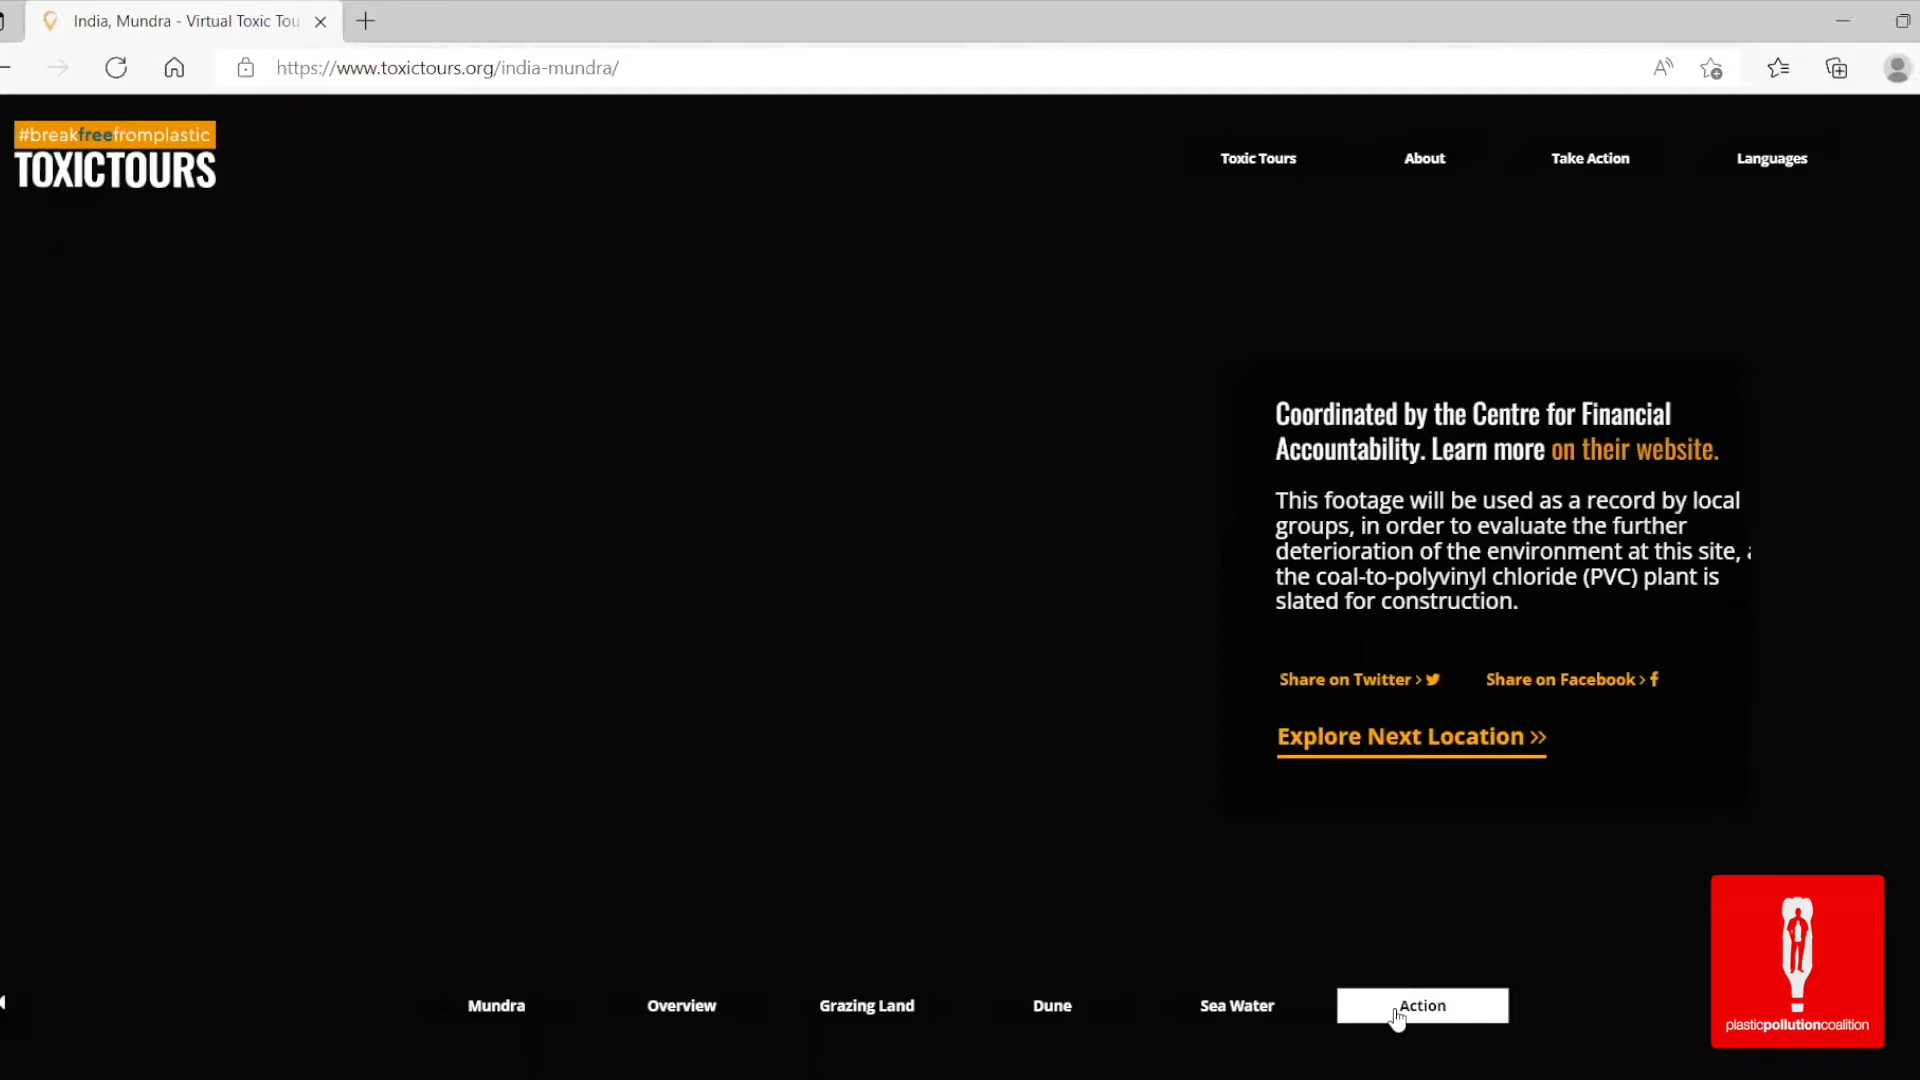 India, Mundra - Virtual Toxic Tou
https://www.toxictours.org/india-mundra/
#breakfreefromplastic
TOXICTOURS
Toxic Tours
About
Take Action
Languages
Coordinated by the Centre for Financial
Accountability. Learn more on their website.
This footage will be used as a record by local
groups, in order to evaluate the further
deterioration of the environment at this site,
the coal-to-polyvinyl chloride (PVC) plant is
slated for construction.
Share on Twitter >
Share on Facebook >
Explore Next Location >>
Mundra
Overview
Grazing Land
Dune
Sea Water
Action
plasticpollutioncoalition